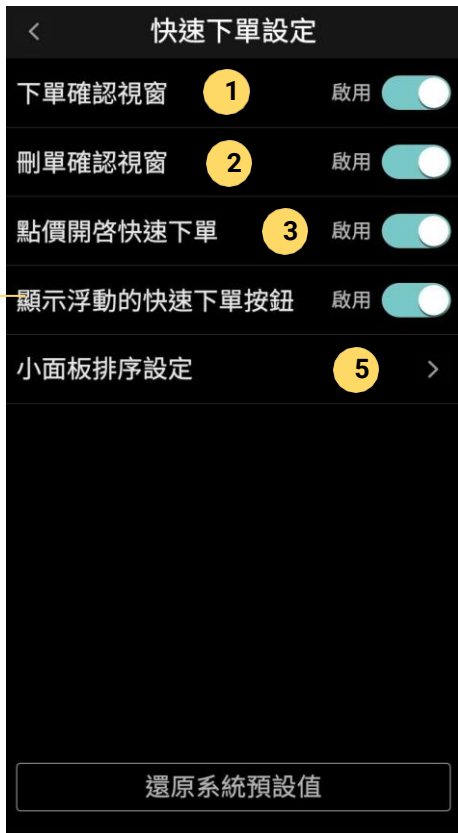 快速下單設定
下單確認視窗 1 啟用
刪單確認視窗 2 啟用
點價開啓快速下單 3 啟用
顯示浮動的快速下單按鈕 啟用
小面板排序設定 5
還原系統預設值